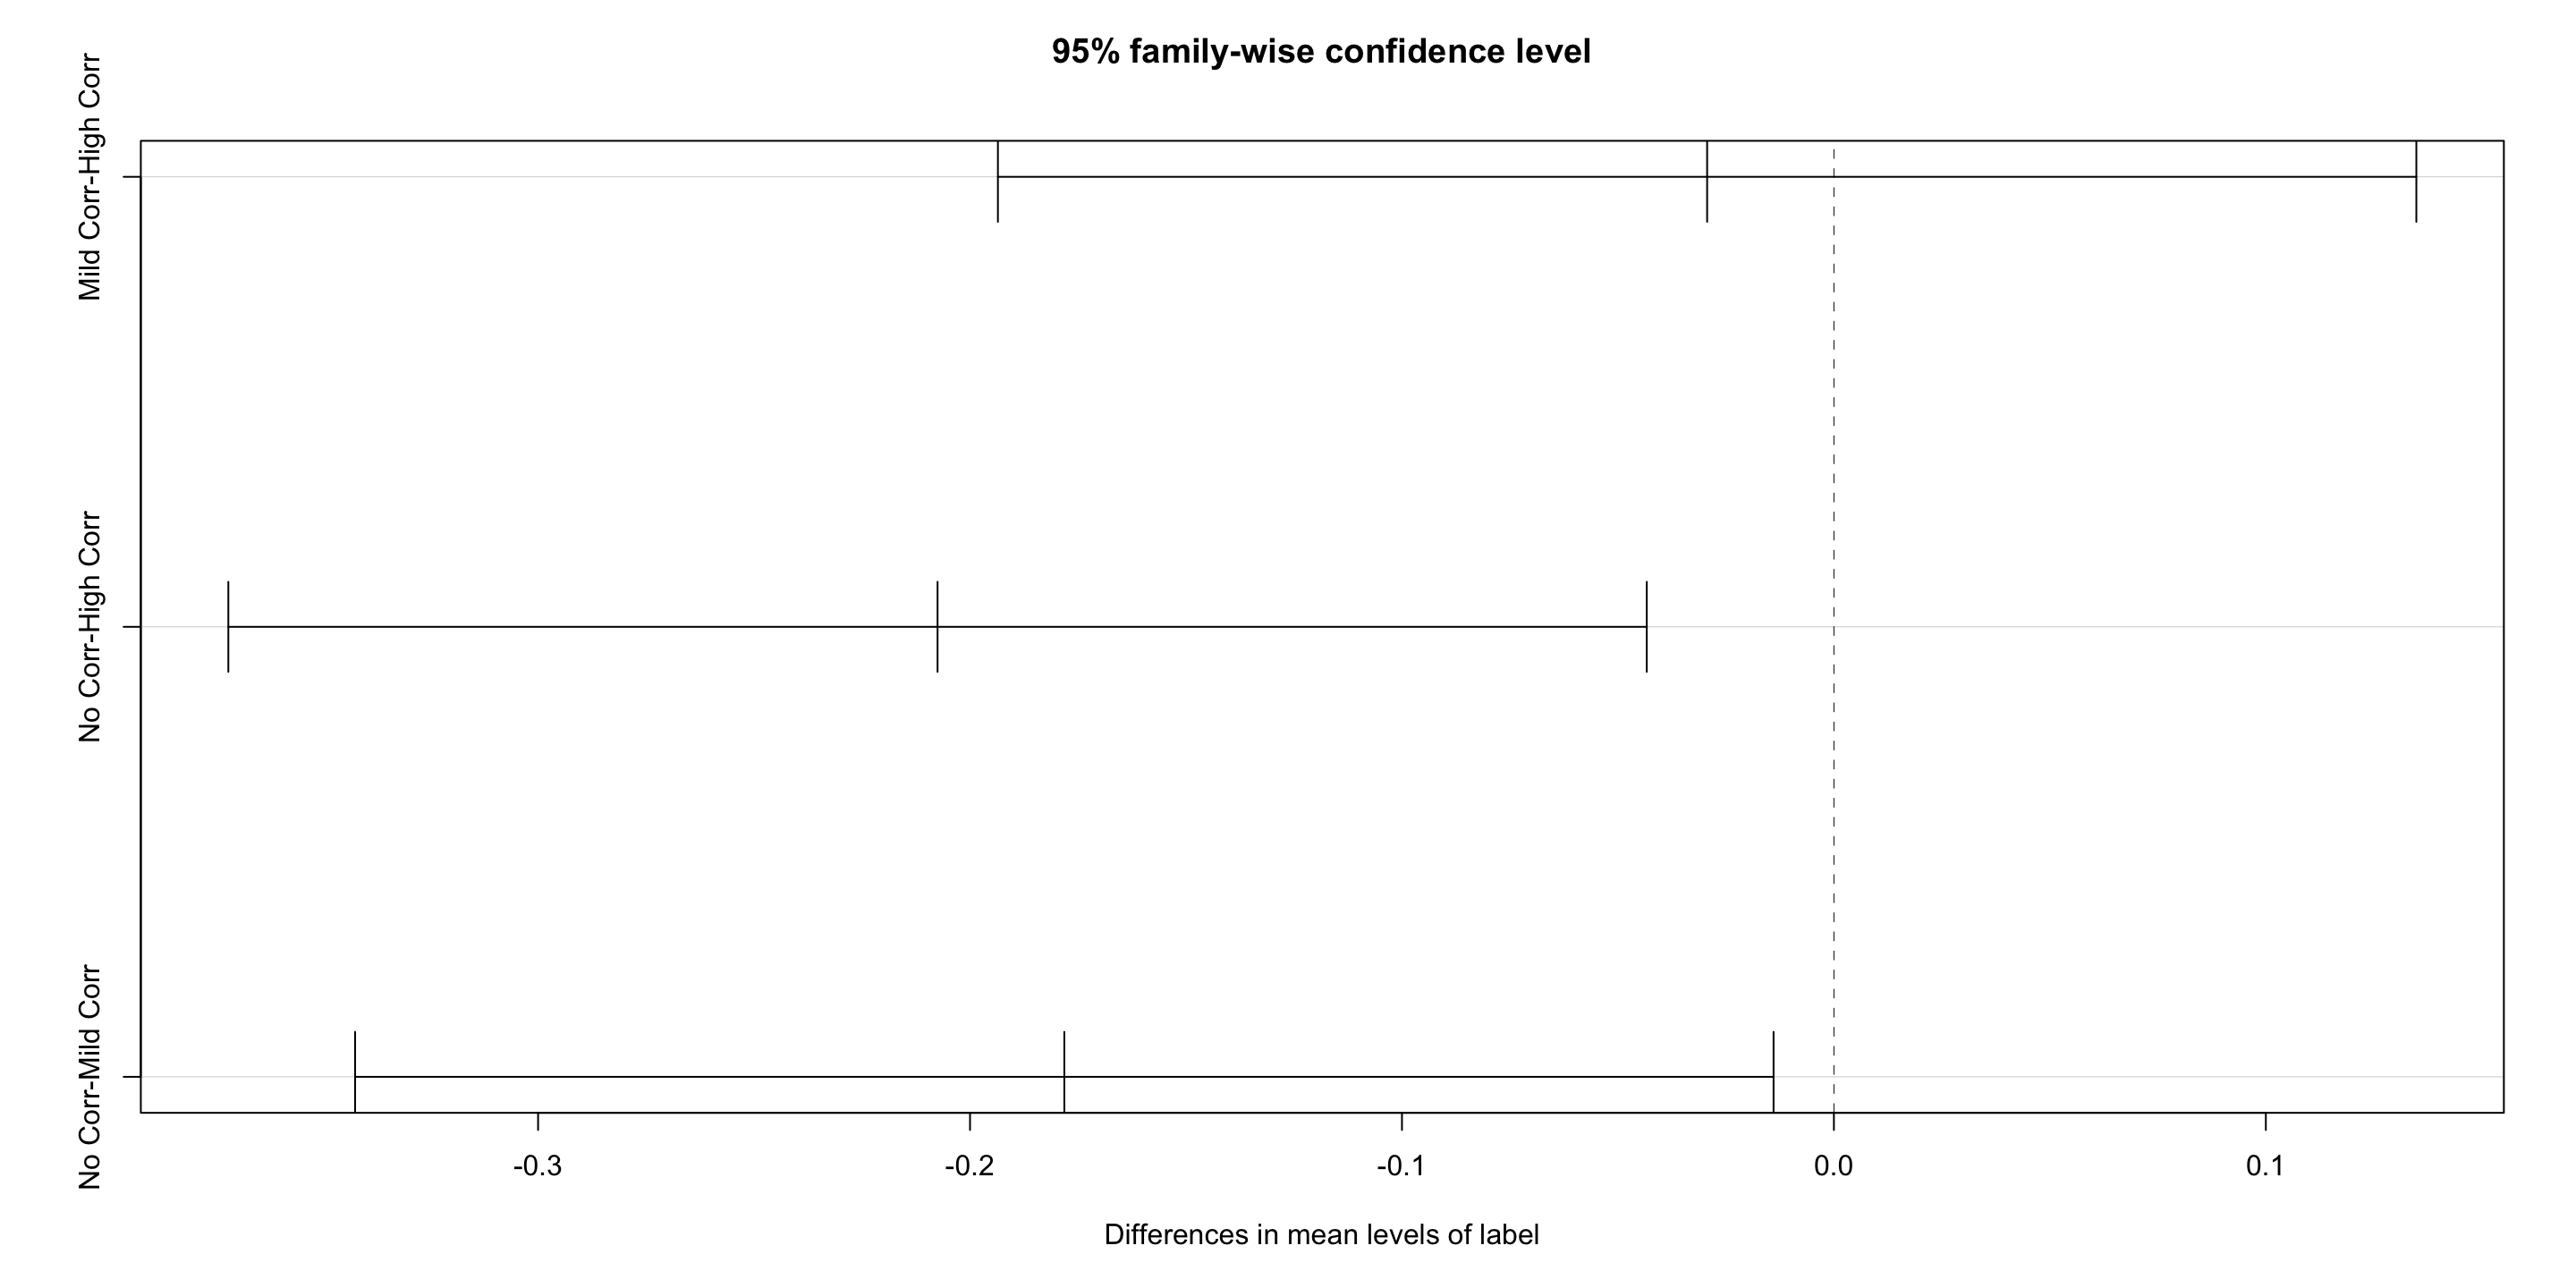 95% family-wise confidence level
Mild Corr-High Corr
No Corr-High Corr
No Corr-Mild Corr
-0.3
-0.2
-0.1
0.0
0.1
Differences in mean levels of label